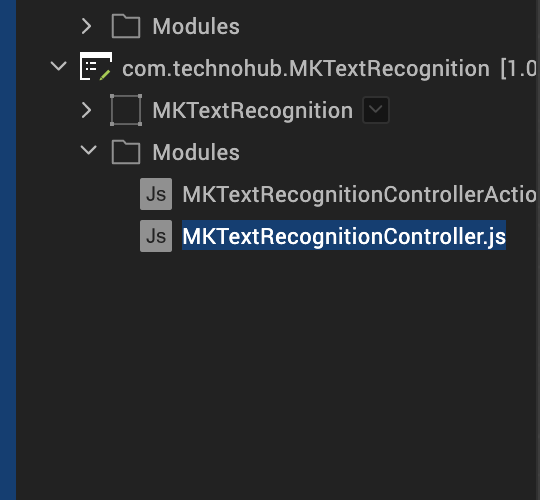 Modules
com.technohub.MKTextRecognition [1.0
MKTextRecognition
Modules
Js MKTextRecognitionControllerActio
Js MKTextRecognitionController.js